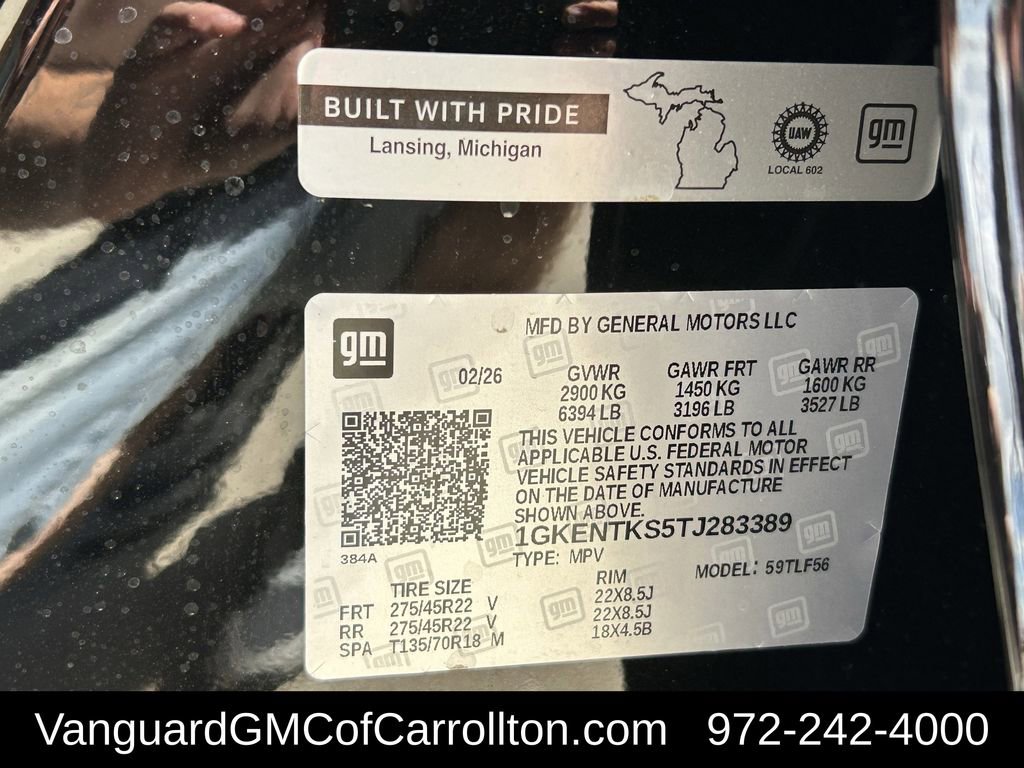 BUILT WITH PRIDE
Lansing, Michigan
UAW
LOCAL 602
gm
gm
MFD BY GENERAL MOTORS LLC
02/26
GVWR GAWR FRT GAWR RR
2900 KG 1450 KG 1600 KG
6394 LB 3196 LB 3527 LB
THIS VEHICLE CONFORMS TO ALL
APPLICABLE U.S. FEDERAL MOTOR
VEHICLE SAFETY STANDARDS IN EFFECT
ON THE DATE OF MANUFACTURE
SHOWN ABOVE.
1GKENTKS5TJ283389
384A
TYPE: MPV MODEL: 59TLF56
TIRE SIZE RIM
FRT 275/45R22 V 22X8.5J
RR 275/45R22 V 22X8.5J
SPA T135/70R18 M 18X4.5B
VanguardGMCofCarrollton.com 972-242-4000